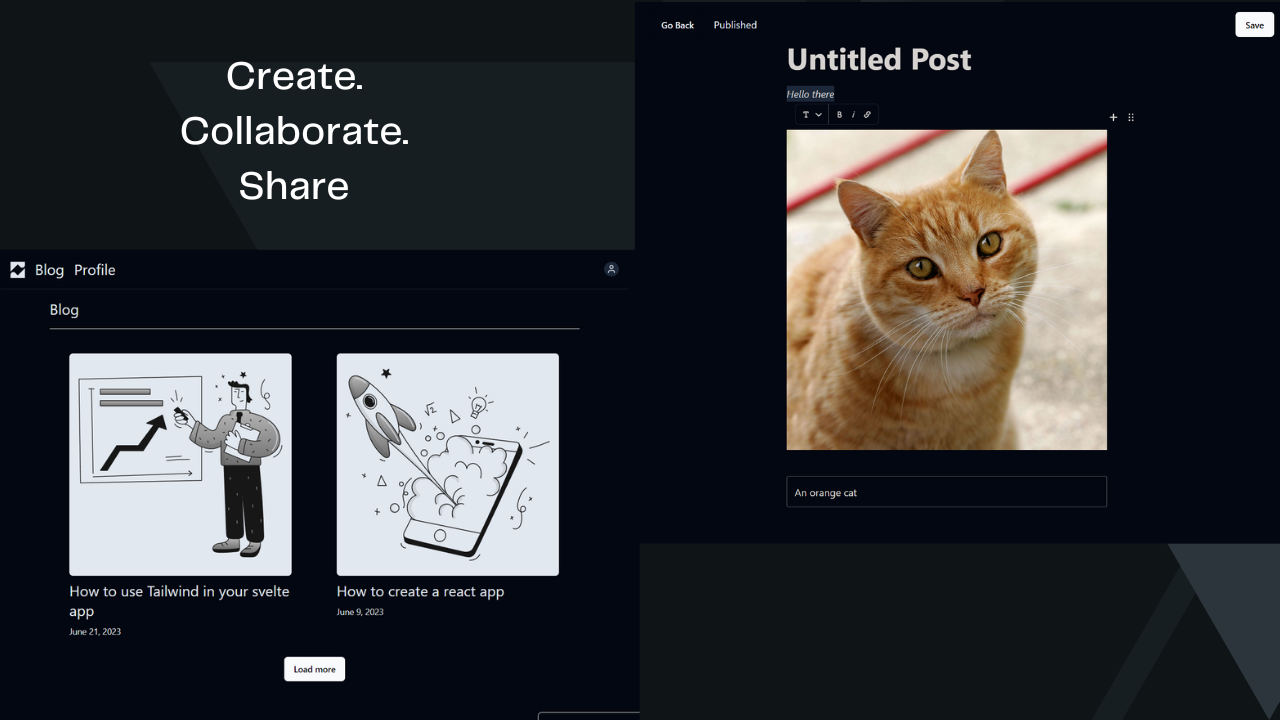 Create.
Collaborate.
Share
Blog Profile
Blog
How to use Tailwind in your svelte
app
June 21, 2023
How to create a react app
June 9, 2023
Load more
Go Back Published Save
Untitled Post
Hello there
T B i
An orange cat